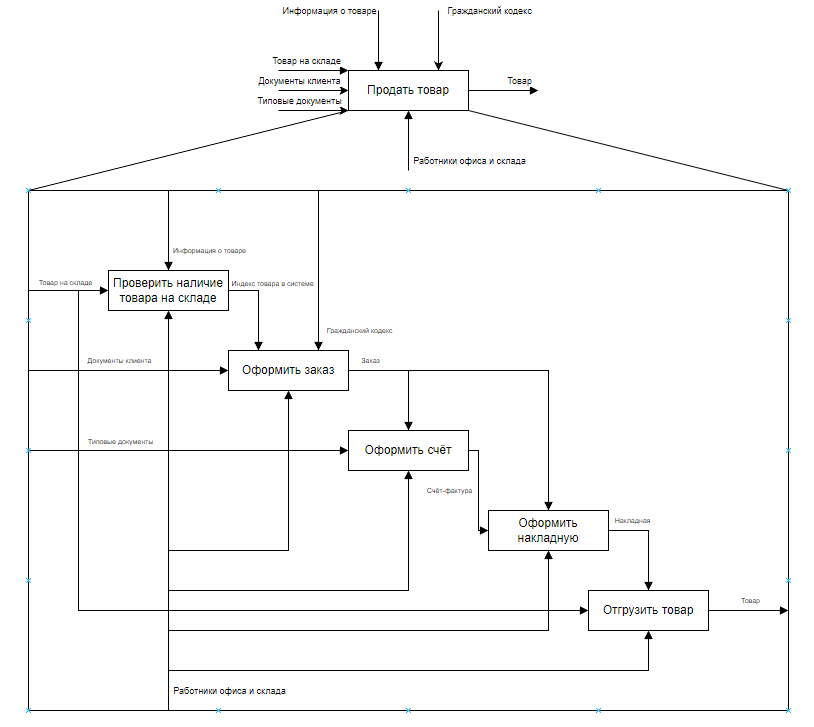 Информация о товаре
Гражданский кодекс
Товар на складе
Документы клиента
Типовые документы
Продать товар
Товар
Работники офиса и склада
Информация о товаре
Товар на складе
Проверить наличие
товара на складе
Индекс товара в системе
Гражданский кодекс
Документы клиента
Оформить заказ
Заказ
Типовые документы
Оформить счёт
Счёт-фактура
Оформить
накладную
Накладная
Отгрузить товар
Товар
Работники офиса и склада